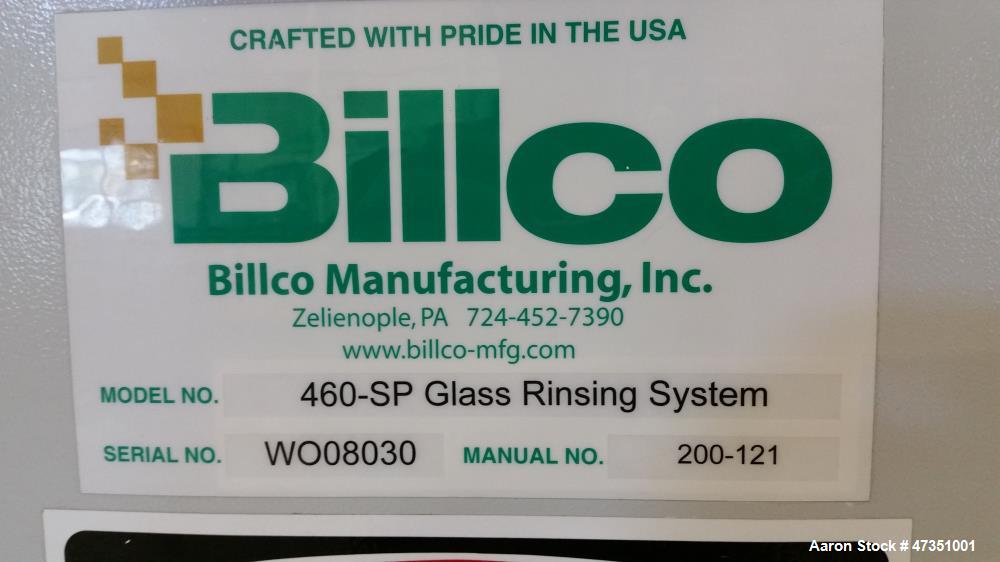 CRAFTED WITH PRIDE IN THE USA
Billco
Billco Manufacturing, Inc.
Zelienople, PA 724-452-7390
www.billco-mfg.com
MODEL NO. 460-SP Glass Rinsing System
SERIAL NO. WO08030 MANUAL NO. 200-121
Aaron Stock # 47351001